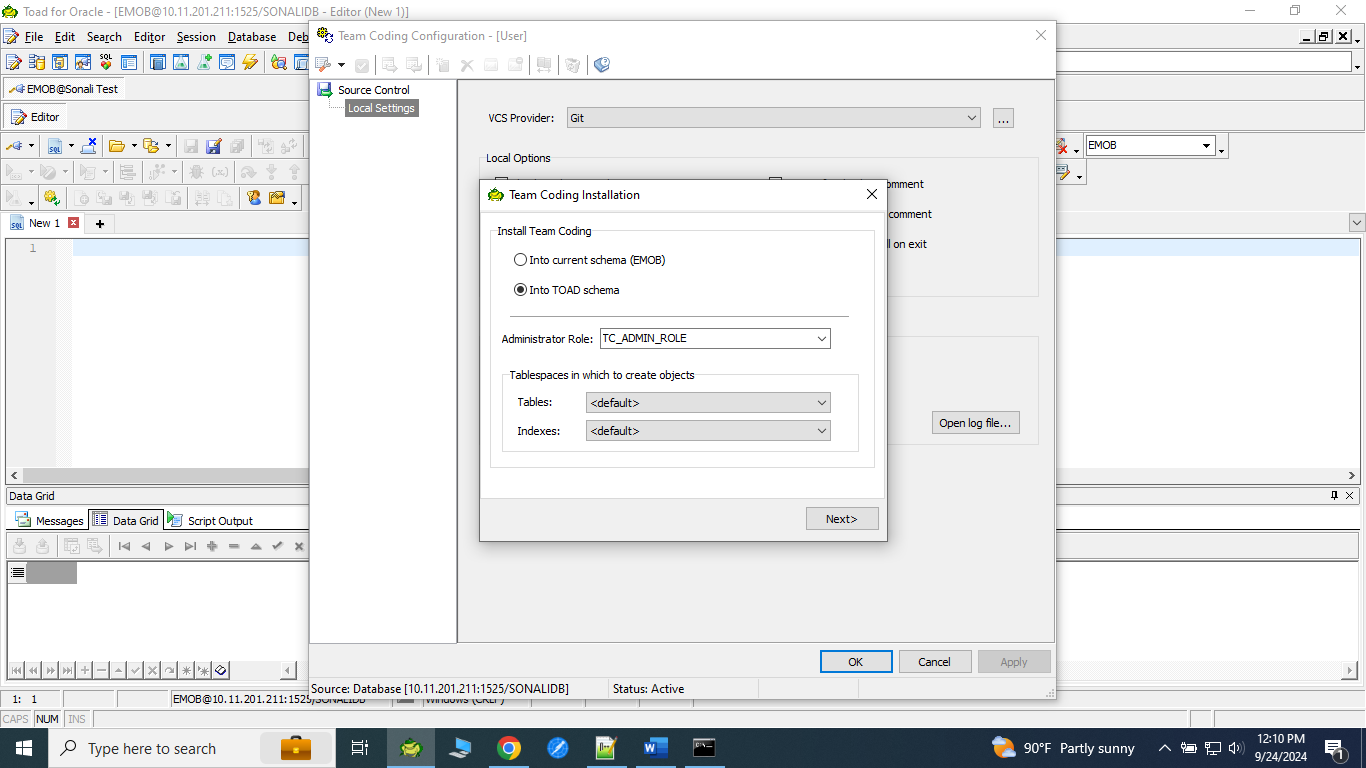 Toad for Oracle - [EMOB@10.11.201.211:1525/SONALIDB - Editor (New 1)]
File Edit Search Editor Session Database Deb
EMOB@Sonali Test
Editor
SQL
EMOB
New 1
1
Team Coding Configuration - [User]
Source Control
Local Settings
VCS Provider: Git
...
Local Options
omment
comment
on exit
Team Coding Installation
Install Team Coding
Into current schema (EMOB)
Into TOAD schema
Administrator Role: TC_ADMIN_ROLE
Tablespaces in which to create objects
Tables: <default>
Indexes: <default>
Next>
Open log file...
OK Cancel Apply
Source: Database [10.11.201.211:1525/SONALIDB] Status: Active
Data Grid
Messages Data Grid Script Output
1: 1 EMOB@10.11.201.211:1525/SONALIDB
CAPS NUM INS
Type here to search
90°F Partly sunny
12:10 PM
9/24/2024
1